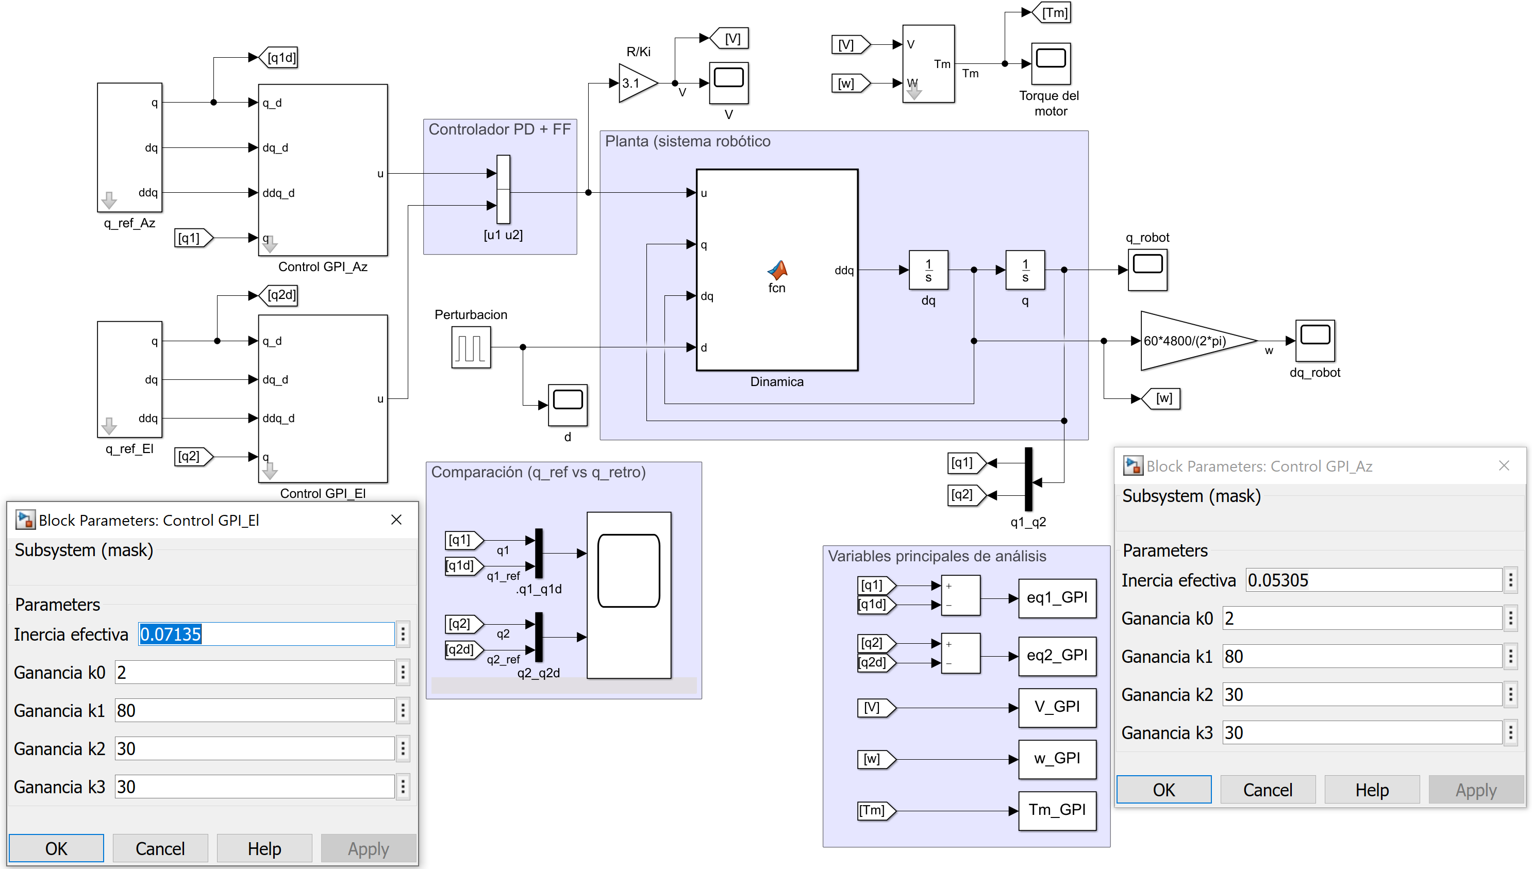 [q1d]
q
dq
ddq
q_ref_Az
q_d
dq_d
ddq_d
q
u
[q1]
Control GPI_Az
[q2d]
q
dq
ddq
q_ref_El
q_d
dq_d
ddq_d
q
u
[q2]
Control GPI_El
Controlador PD + FF
[u1 u2]
R/Ki
3.1
V
[V]
V
[V]
[w]
V
W
Tm
Tm
[Tm]
Torque del
motor
Planta (sistema robótico
u
q
dq
d
fcn
ddq
Dinamica
1
s
dq
1
s
q
q_robot
60*4800/(2*pi)
w
dq_robot
[w]
Perturbacion
d
[q1]
[q2]
q1_q2
Comparación (q_ref vs q_retro)
[q1]
q1
[q1d]
q1_ref
.q1_q1d
[q2]
q2
[q2d]
q2_ref
q2_q2d
Variables principales de análisis
[q1]
[q1d]
+
−
eq1_GPI
[q2]
[q2d]
+
−
eq2_GPI
[V]
V_GPI
[w]
w_GPI
[Tm]
Tm_GPI
Block Parameters: Control GPI_El
Subsystem (mask)
Parameters
Inercia efectiva 0.07135
Ganancia k0 2
Ganancia k1 80
Ganancia k2 30
Ganancia k3 30
OK Cancel Help Apply
Block Parameters: Control GPI_Az
Subsystem (mask)
Parameters
Inercia efectiva 0.05305
Ganancia k0 2
Ganancia k1 80
Ganancia k2 30
Ganancia k3 30
OK Cancel Help Apply